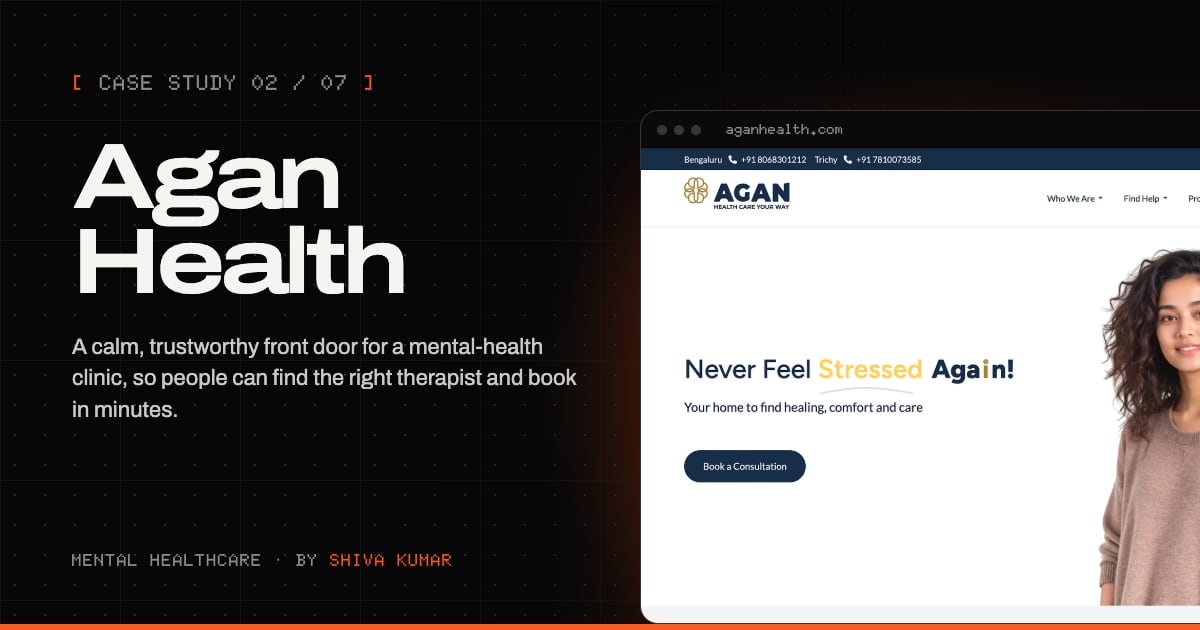 [ CASE STUDY 02 / 07 ]
Agan
Health
A calm, trustworthy front door for a mental-health
clinic, so people can find the right therapist and book
in minutes.
MENTAL HEALTHCARE · BY SHIVA KUMAR
aganhealth.com
Bengaluru +91 8068301212 Trichy +91 7810073585
AGAN
HEALTH CARE YOUR WAY
Who We Are Find Help Pro
Never Feel Stressed Again!
Your home to find healing, comfort and care
Book a Consultation